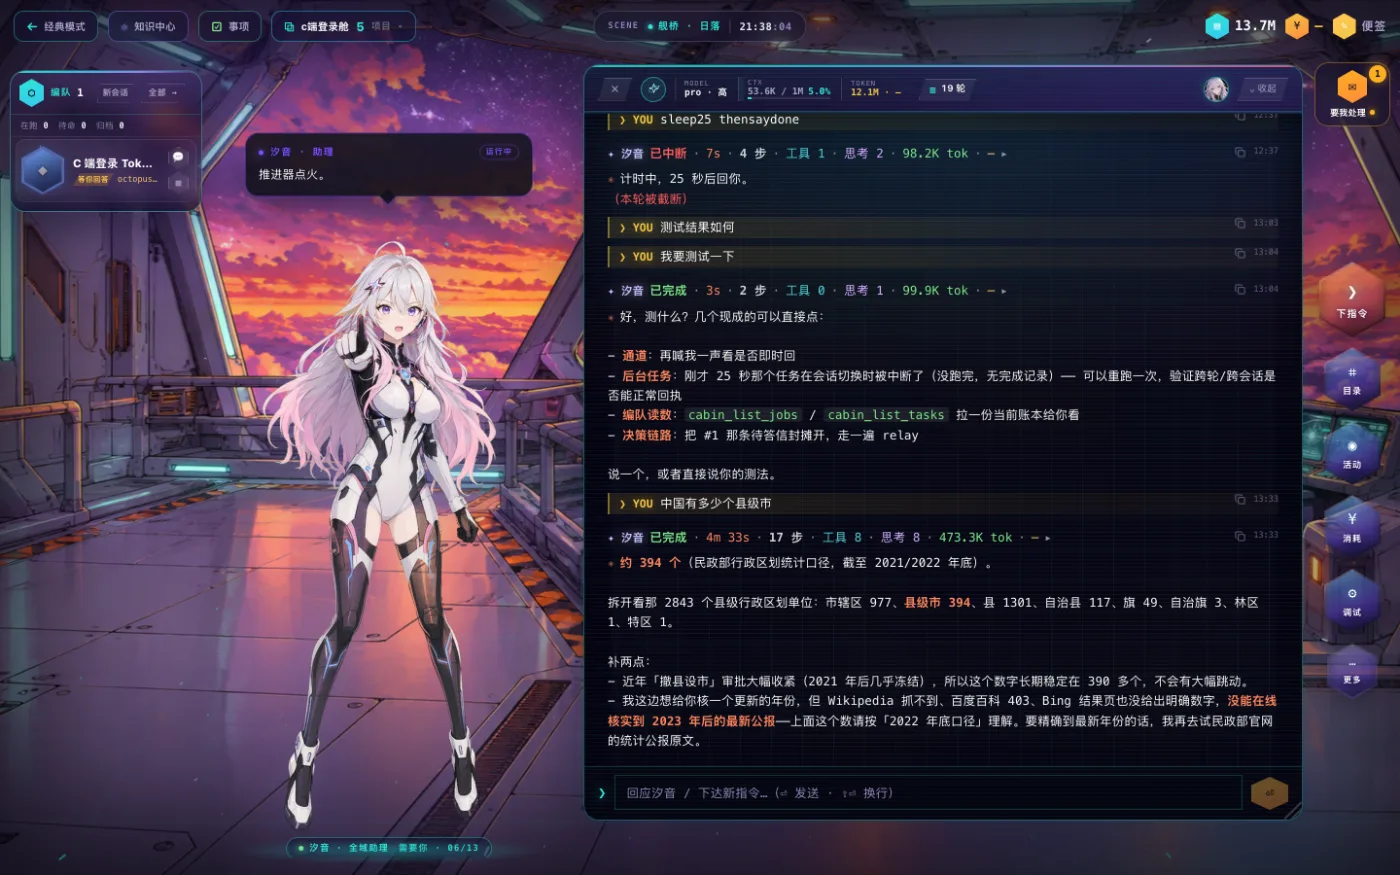 ← 经典模式
知识中心
事项
c端登录舱 5 项目
SCENE 舰桥 · 日落 21:38:04
13.7M
¥ —
便签
编队 1 新会话 全部 →
在跑 0 待命 0 归档 0
C 端登录 Tok…
等你回答 octopus…
汐音 · 助理 运行中
推进器点火。
汐音 · 全域助理 需要你 · 06/13
× MODEL pro · 高
CTX 53.6K / 1M 5.0%
TOKEN 12.1M · —
19 轮
收起
❯ YOU sleep25 thensaydone 12:37
✦ 汐音 已中断 · 7s · 4 步 · 工具 1 · 思考 2 · 98.2K tok · — ▸ 12:37
计时中，25 秒后回你。
(本轮被截断)
❯ YOU 测试结果如何 13:03
❯ YOU 我要测试一下 13:04
✦ 汐音 已完成 · 3s · 2 步 · 工具 0 · 思考 1 · 99.9K tok · — ▸ 13:04
好，测什么？几个现成的可以直接点：
— 通道：再喊我一声看是否即时回
— 后台任务：刚才 25 秒那个任务在会话切换时被中断了（没跑完，无完成记录）—— 可以重跑一次，验证跨轮/跨会话是
否能正常回执
— 编队读数：cabin_list_jobs / cabin_list_tasks 拉一份当前账本给你看
— 决策链路：把 #1 那条待答信封摊开，走一遍 relay
说一个，或者直接说你的测法。
❯ YOU 中国有多少个县级市 13:33
✦ 汐音 已完成 · 4m 33s · 17 步 · 工具 8 · 思考 8 · 473.3K tok · — ▸ 13:33
约 394 个（民政部行政区划统计口径，截至 2021/2022 年底）。
拆开看那 2843 个县级行政区划单位：市辖区 977、县级市 394、县 1301、自治县 117、旗 49、自治旗 3、林区
1、特区 1。
补两点：
— 近年「撤县设市」审批大幅收紧（2021 年后几乎冻结），所以这个数字长期稳定在 390 多个，不会有大幅跳动。
— 我这边想给你核一个更新的年份，但 Wikipedia 抓不到、百度百科 403、Bing 结果页也没给出明确数字，没能在线
核实到 2023 年后的最新公报——上面这个数请按「2022 年底口径」理解。要精确到最新年份的话，我再去试民政部官网
的统计公报原文。
❯ 回应汐音 / 下达新指令…（⏎ 发送 · ⇧⏎ 换行）
1
要我处理
❯ 下指令
# 目录
活动
¥ 消耗
调试
… 更多